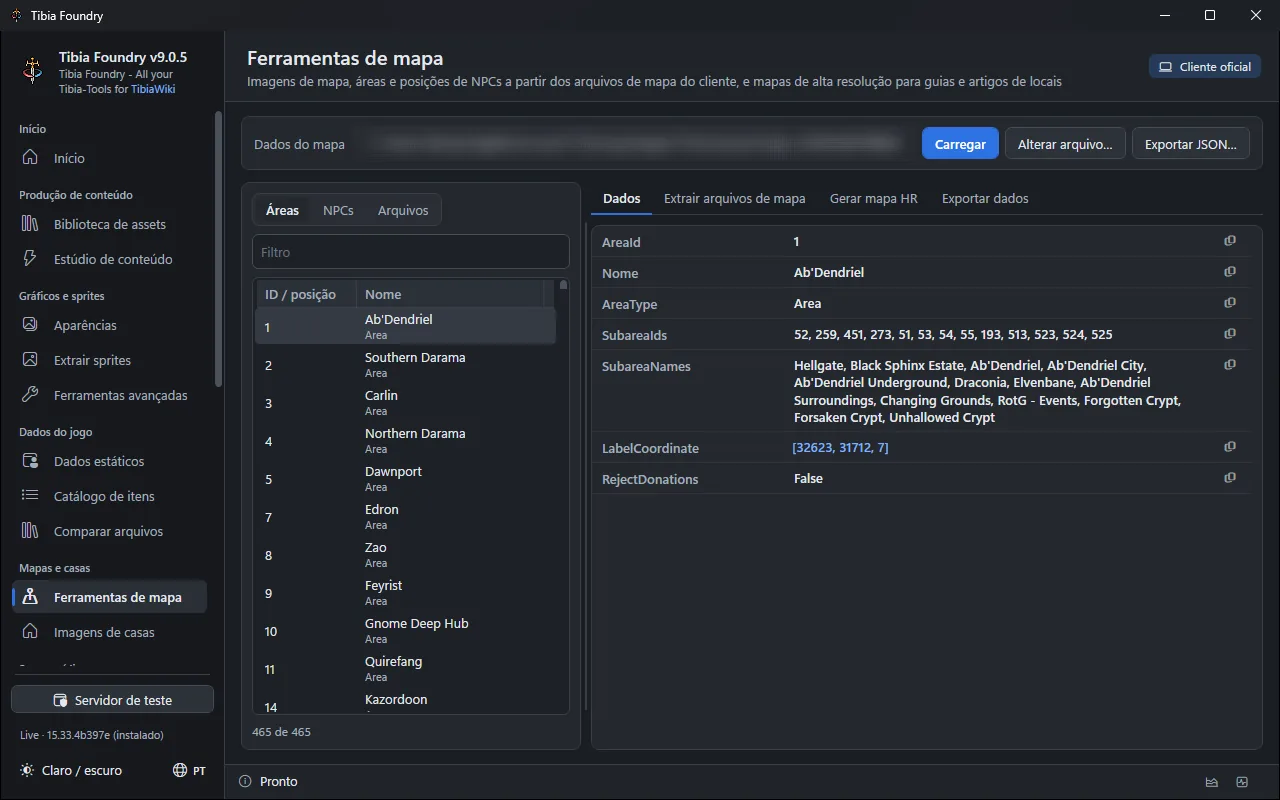 Tibia Foundry
Tibia Foundry v9.0.5
Tibia Foundry - All your
Tibia-Tools for TibiaWiki
Início
Início
Produção de conteúdo
Biblioteca de assets
Estúdio de conteúdo
Gráficos e sprites
Aparências
Extrair sprites
Ferramentas avançadas
Dados do jogo
Dados estáticos
Catálogo de itens
Comparar arquivos
Mapas e casas
Ferramentas de mapa
Imagens de casas
Servidor de teste
Live · 15.33.4b397e (instalado)
Claro / escuro
PT
Ferramentas de mapa
Imagens de mapa, áreas e posições de NPCs a partir dos arquivos de mapa do cliente, e mapas de alta resolução para guias e artigos de locais
Cliente oficial
Dados do mapa
Carregar
Alterar arquivo...
Exportar JSON...
Áreas NPCs Arquivos
Filtro
ID / posição Nome
1 Ab'Dendriel
Area
2 Southern Darama
Area
3 Carlin
Area
4 Northern Darama
Area
5 Dawnport
Area
7 Edron
Area
8 Zao
Area
9 Feyrist
Area
10 Gnome Deep Hub
Area
11 Quirefang
Area
14 Kazordoon
465 de 465
Dados Extrair arquivos de mapa Gerar mapa HR Exportar dados
AreaId 1
Nome Ab'Dendriel
AreaType Area
SubareaIds 52, 259, 451, 273, 51, 53, 54, 55, 193, 513, 523, 524, 525
SubareaNames Hellgate, Black Sphinx Estate, Ab'Dendriel, Ab'Dendriel City,
Ab'Dendriel Underground, Draconia, Elvenbane, Ab'Dendriel
Surroundings, Changing Grounds, RotG - Events, Forgotten Crypt,
Forsaken Crypt, Unhallowed Crypt
LabelCoordinate [32623, 31712, 7]
RejectDonations False
Pronto